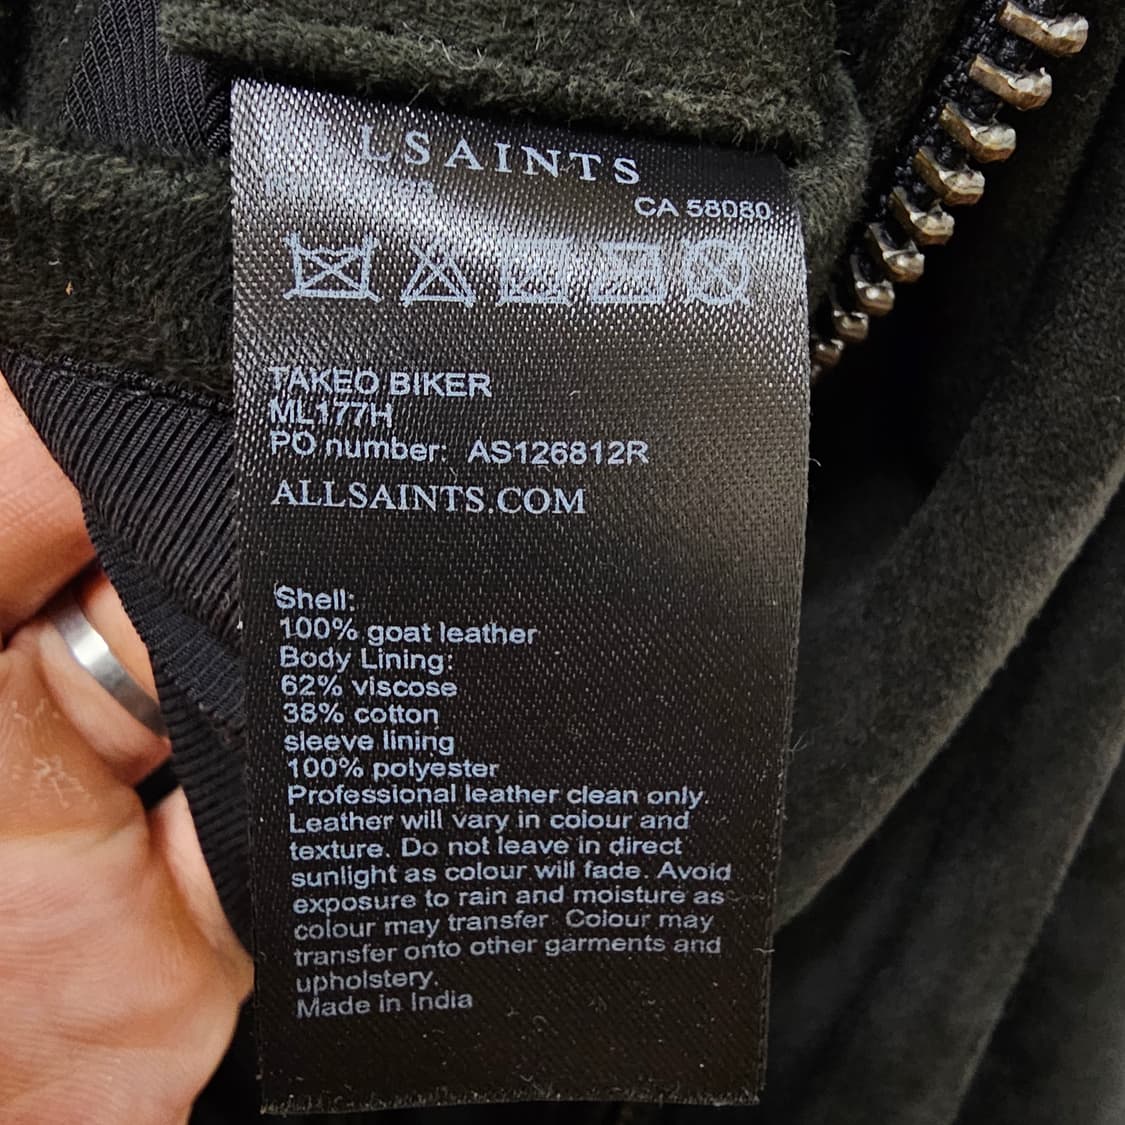 ALLSAINTS
CA 58080
TAKEO BIKER
ML177H
PO number: AS126812R
ALLSAINTS.COM
Shell:
100% goat leather
Body Lining:
62% viscose
38% cotton
sleeve lining
100% polyester
Professional leather clean only.
Leather will vary in colour and
texture. Do not leave in direct
sunlight as colour will fade. Avoid
exposure to rain and moisture as
colour may transfer Colour may
transfer onto other garments and
upholstery.
Made in India